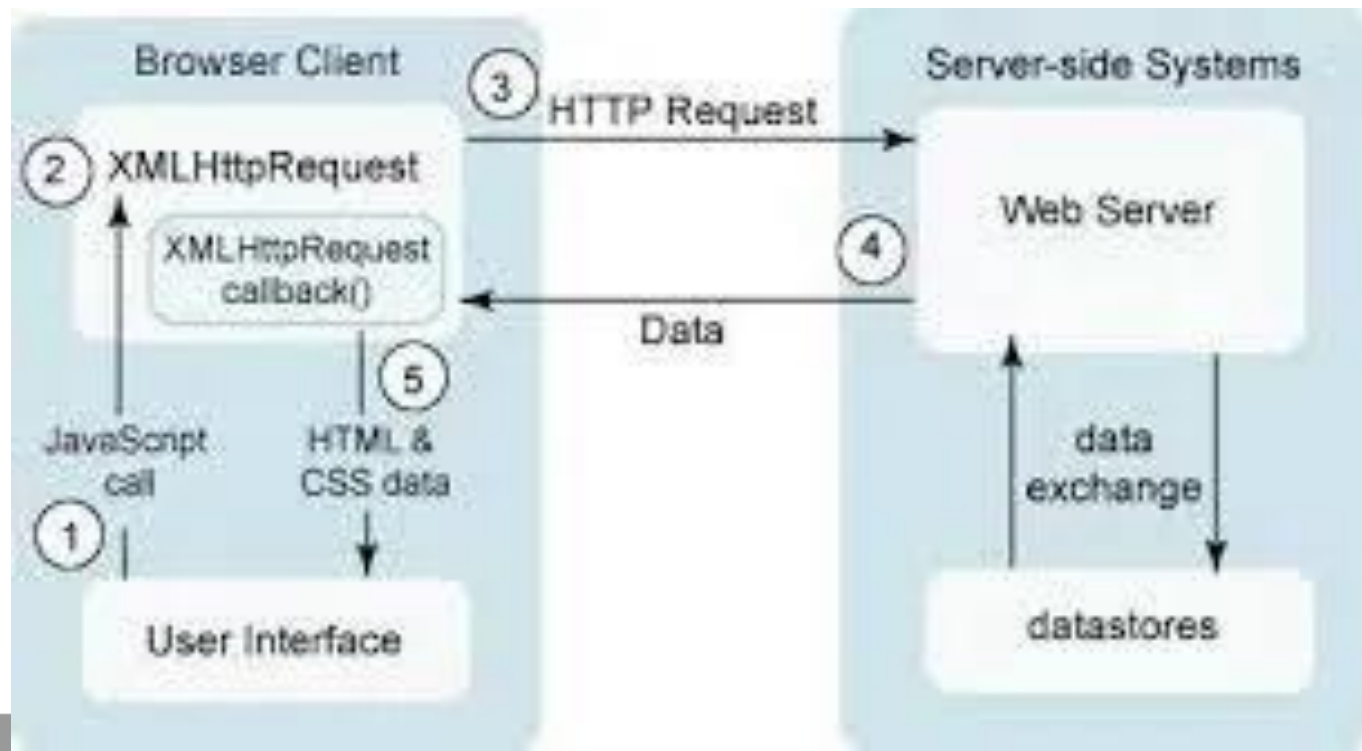 Browser Client
3
HTTP Request
2
XMLHttpRequest
XMLHttpRequest
callback()
5
JavaScript
call
HTML &
CSS data
1
User Interface
Server-side Systems
Web Server
4
Data
data
exchange
datastores